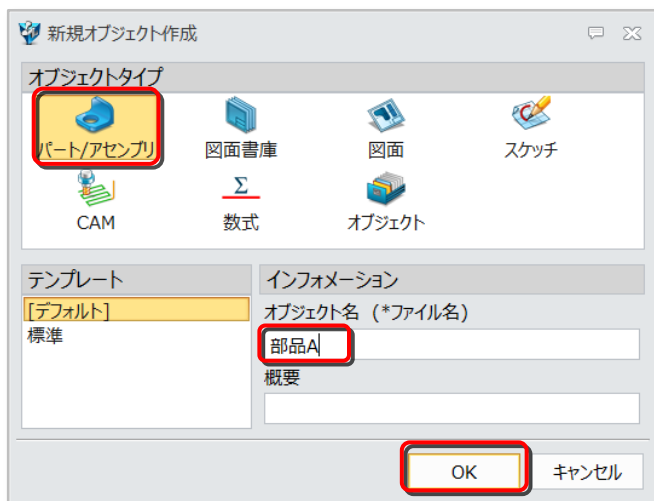 新規オブジェクト作成
オブジェクトタイプ
パート/アセンブリ 図面書庫 図面 スケッチ
Σ
CAM 数式 オブジェクト
テンプレート
[デフォルト]
標準
インフォメーション
オブジェクト名 (*ファイル名)
部品A
概要
OK キャンセル